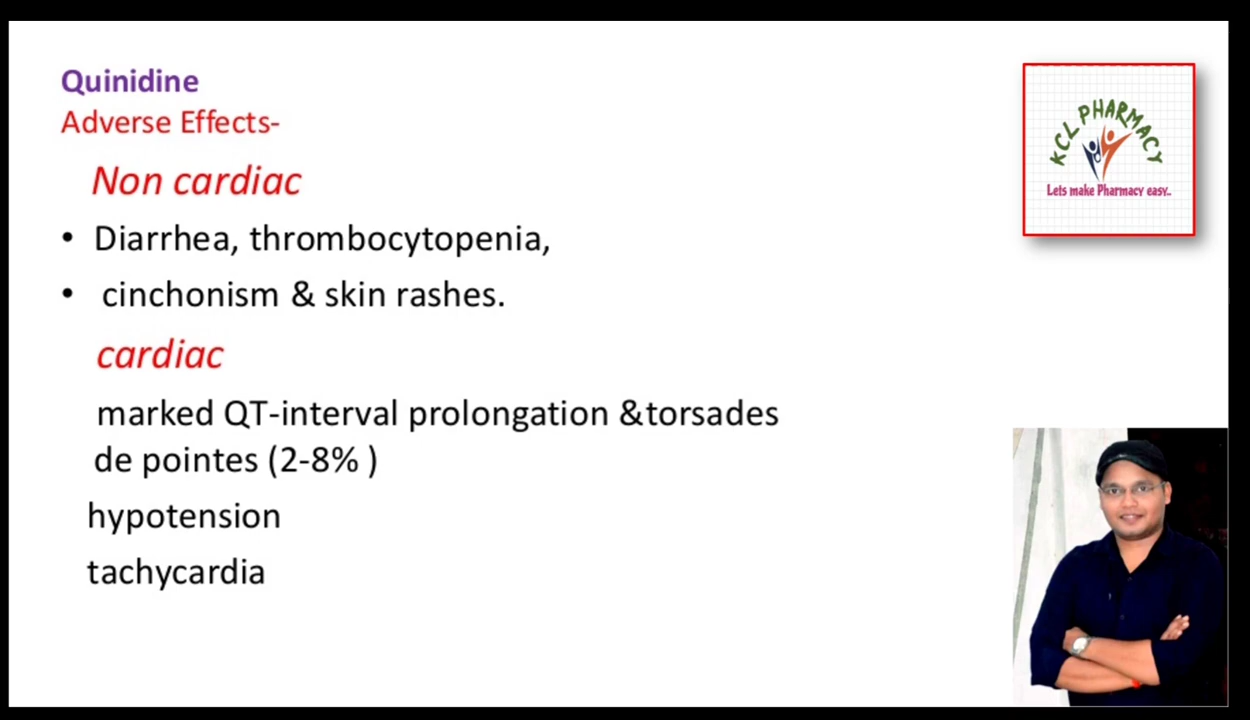 Quinidine
Adverse Effects-
Non cardiac
• Diarrhea, thrombocytopenia,
• cinchonism & skin rashes.
cardiac
marked QT-interval prolongation &torsades
de pointes (2-8% )
hypotension
tachycardia
KCL PHARMACY
Lets make Pharmacy easy..